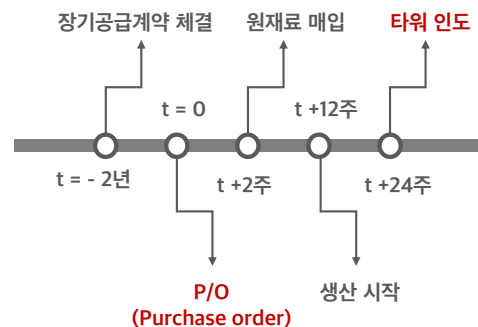 장기공급계약 체결
원재료 매입
타워 인도
t = 0
t +12주
t = - 2년
t +2주
t +24주
P/O
(Purchase order)
생산 시작